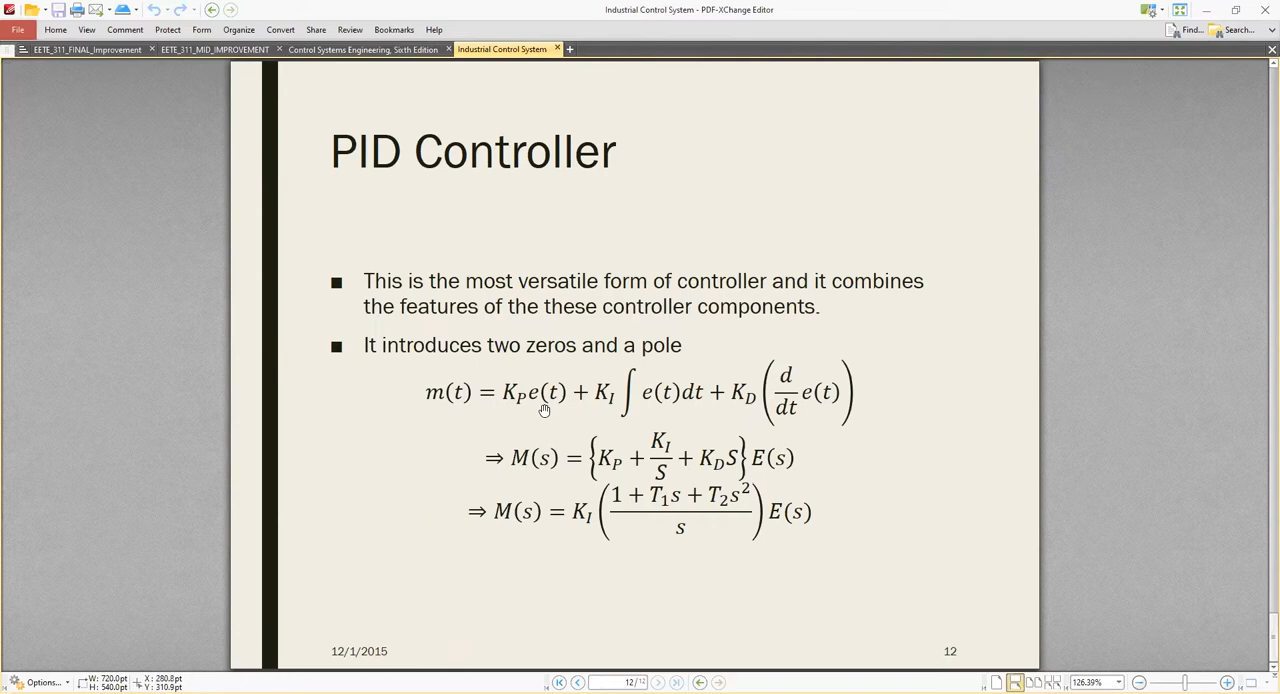 Industrial Control System - PDF-XChange Editor
File Home View Comment Protect Form Organize Convert Share Review Bookmarks Help Find... Search...
EETE_311_FINAL_Improvement EETE_311_MID_IMPROVEMENT Control Systems Engineering, Sixth Edition Industrial Control System
PID Controller
■ This is the most versatile form of controller and it combines
the features of the these controller components.
■ It introduces two zeros and a pole
m(t) = K_P e(t) + K_I ∫ e(t)dt + K_D (d/dt e(t))
⇒ M(s) = {K_P + K_I/S + K_D S} E(s)
⇒ M(s) = K_I ((1 + T_1 s + T_2 s²)/s) E(s)
12/1/2015 12
Options... W: 720.0pt H: 540.0pt X: 280.8pt Y: 310.8pt 12/12 126.39%